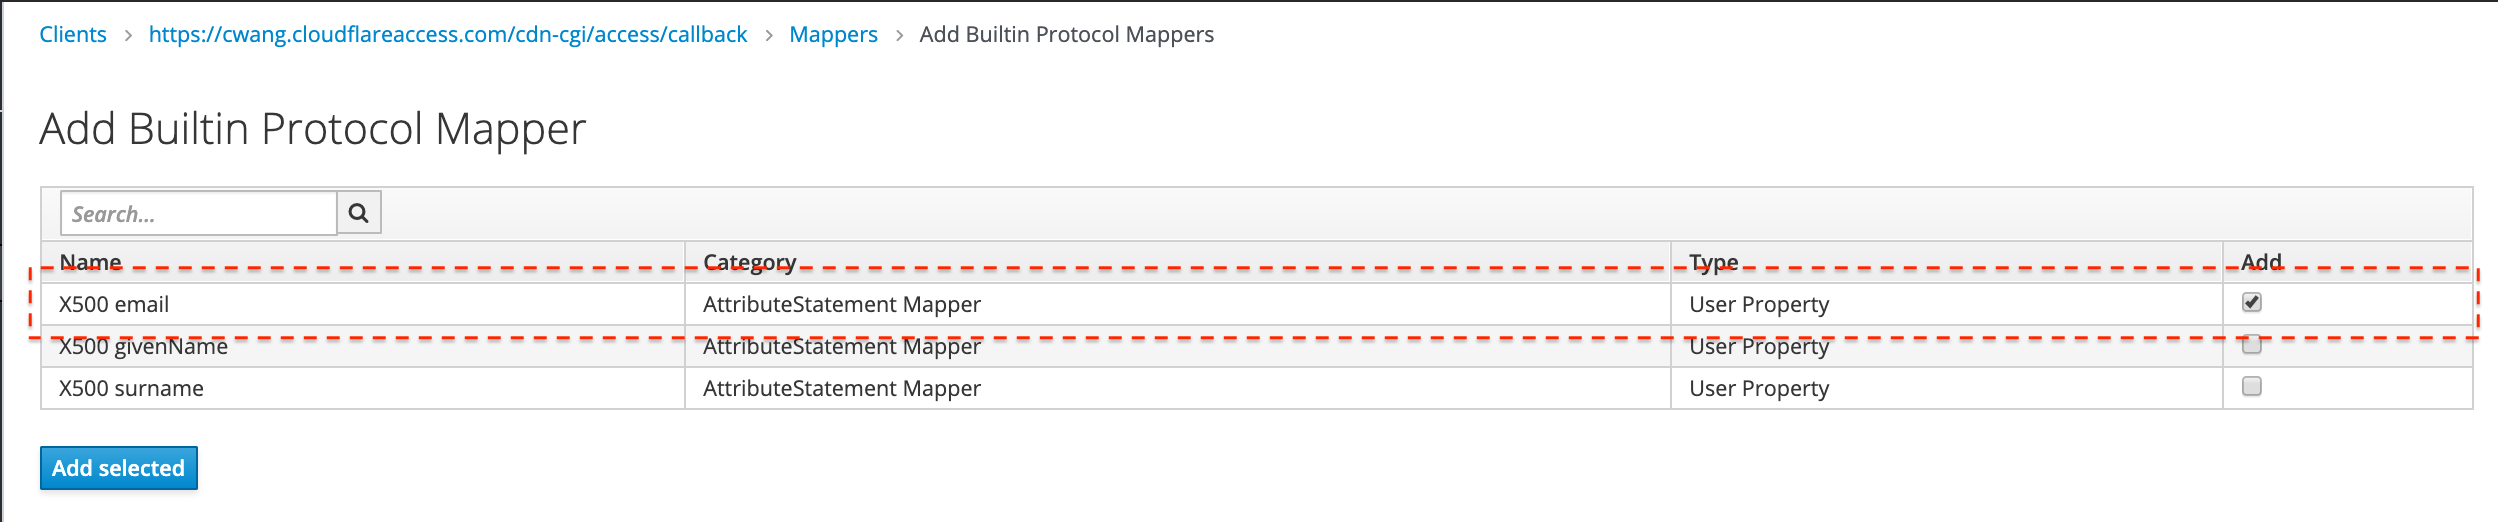 Clients > https://cwang.cloudflareaccess.com/cdn-cgi/access/callback > Mappers > Add Builtin Protocol Mappers
Add Builtin Protocol Mapper
Search...
Name Category Type Add
X500 email AttributeStatement Mapper User Property
X500 givenName AttributeStatement Mapper User Property
X500 surname AttributeStatement Mapper User Property
Add selected